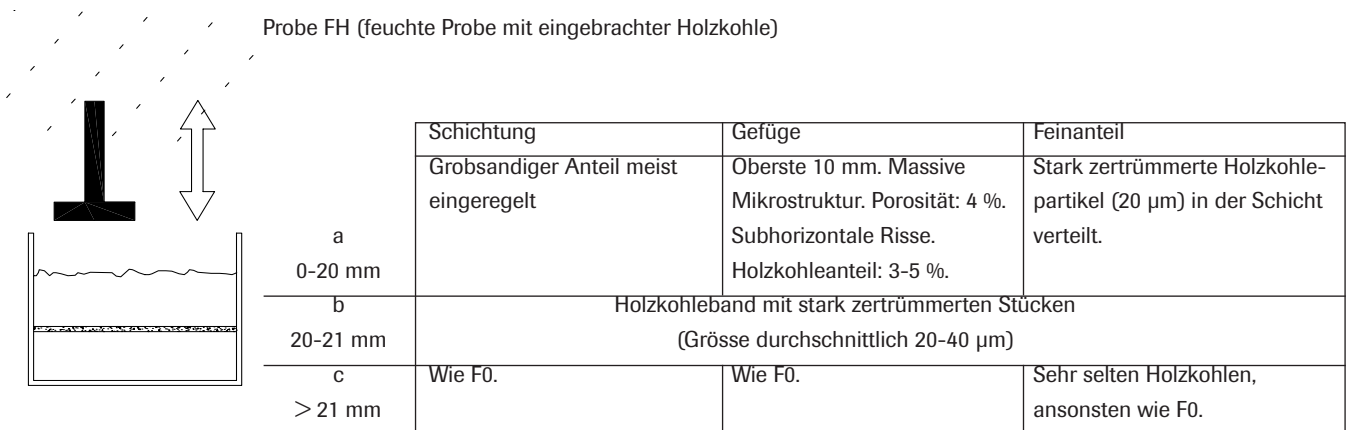 Probe FH (feuchte Probe mit eingebrachter Holzkohle)
Schichtung Gefüge Feinanteil
a
0-20 mm
Grobsandiger Anteil meist
eingeregelt
Oberste 10 mm. Massive
Mikrostruktur. Porosität: 4 %.
Subhorizontale Risse.
Holzkohleanteil: 3-5 %.
Stark zertrümmerte Holzkohle-
partikel (20 µm) in der Schicht
verteilt.
b
20-21 mm
Holzkohleband mit stark zertrümmerten Stücken
(Grösse durchschnittlich 20-40 µm)
c
> 21 mm
Wie F0.
Wie F0.
Sehr selten Holzkohlen,
ansonsten wie F0.